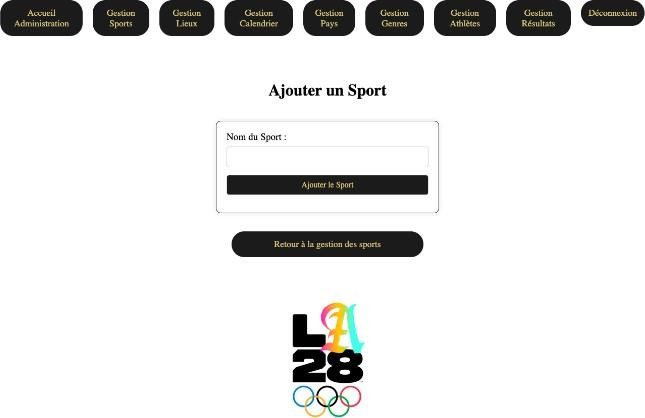 Accueil
Administration
Gestion
Sports
Gestion
Lieux
Gestion
Calendrier
Gestion
Pays
Gestion
Genres
Gestion
Athlètes
Gestion
Résultats
Déconnexion
Ajouter un Sport
Nom du Sport :
Ajouter le Sport
Retour à la gestion des sports
LA
28